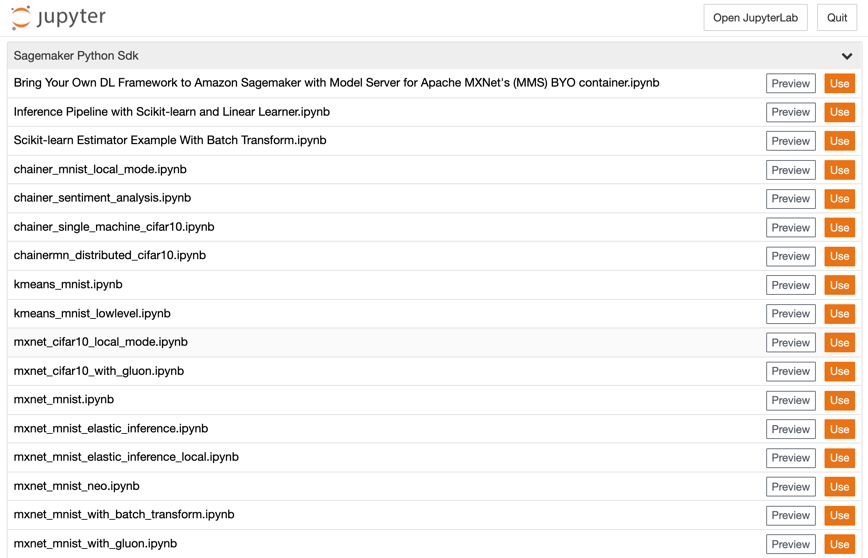 jupyter Open JupyterLab Quit
Sagemaker Python Sdk
Bring Your Own DL Framework to Amazon Sagemaker with Model Server for Apache MXNet's (MMS) BYO container.ipynb Preview Use
Inference Pipeline with Scikit-learn and Linear Learner.ipynb Preview Use
Scikit-learn Estimator Example With Batch Transform.ipynb Preview Use
chainer_mnist_local_mode.ipynb Preview Use
chainer_sentiment_analysis.ipynb Preview Use
chainer_single_machine_cifar10.ipynb Preview Use
chainermn_distributed_cifar10.ipynb Preview Use
kmeans_mnist.ipynb Preview Use
kmeans_mnist_lowlevel.ipynb Preview Use
mxnet_cifar10_local_mode.ipynb Preview Use
mxnet_cifar10_with_gluon.ipynb Preview Use
mxnet_mnist.ipynb Preview Use
mxnet_mnist_elastic_inference.ipynb Preview Use
mxnet_mnist_elastic_inference_local.ipynb Preview Use
mxnet_mnist_neo.ipynb Preview Use
mxnet_mnist_with_batch_transform.ipynb Preview Use
mxnet_mnist_with_gluon.ipynb Preview Use